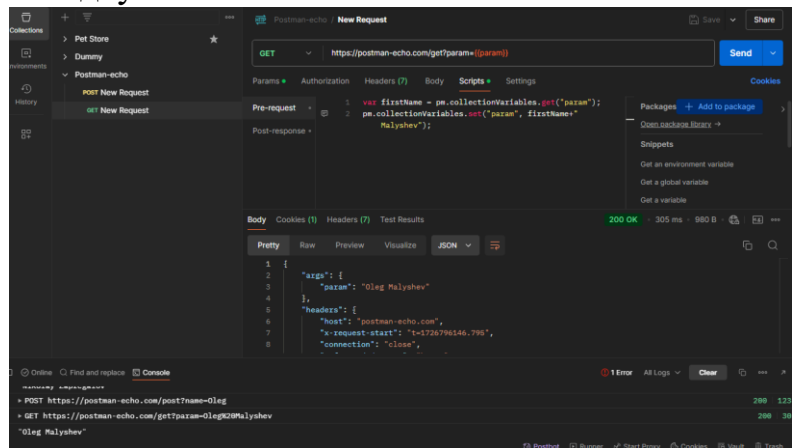 Collections
Environments
History
Pet Store
Dummy
Postman-echo
POST New Request
GET New Request
Postman-echo / New Request
Save
Share
GET
https://postman-echo.com/get?param={{param}}
Send
Params
Authorization
Headers (7)
Body
Scripts
Settings
Cookies
Pre-request
Post-response
1 var firstName = pm.collectionVariables.get("param");
2 pm.collectionVariables.set("param", firstName+"
Malyshev");
Packages
+ Add to package
Open package library →
Snippets
Get an environment variable
Get a global variable
Get a variable
Body
Cookies (1)
Headers (7)
Test Results
200 OK
305 ms
980 B
Pretty
Raw
Preview
Visualize
JSON
1 {
2 "args": {
3 "param": "Oleg Malyshev"
4 },
5 "headers": {
6 "host": "postman-echo.com",
7 "x-request-start": "t=1726796146.795",
8 "connection": "close",
Online
Find and replace
Console
1 Error
All Logs
Clear
POST https://postman-echo.com/post?name=Oleg
200 123
GET https://postman-echo.com/get?param=Oleg%20Malyshev
200 30
"Oleg Malyshev"
Postbot
Runner
Start Proxy
Cookies
Vault
Trash